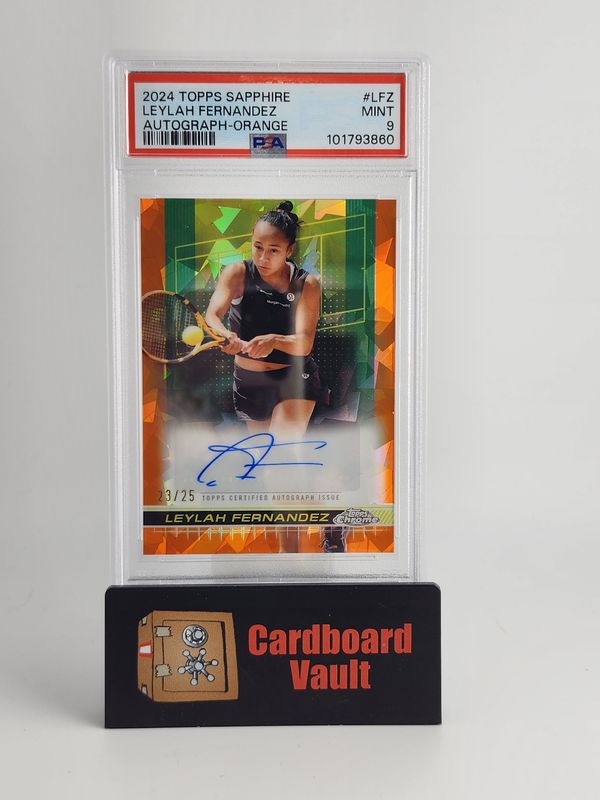 2024 TOPPS SAPPHIRE #LFZ
LEYLAH FERNANDEZ MINT
AUTOGRAPH-ORANGE 9
PSA 101793860
23/25 TOPPS CERTIFIED AUTOGRAPH ISSUE
LEYLAH FERNANDEZ Topps Chrome
Cardboard
Vault